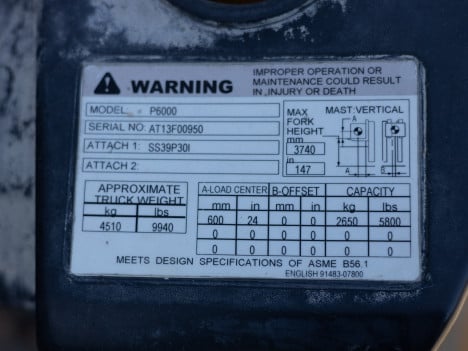 WARNING
IMPROPER OPERATION OR
MAINTENANCE COULD RESULT
IN ,INJURY OR DEATH
MODEL: P6000
SERIAL NO: AT13F00950
ATTACH 1: SS39P30I
ATTACH 2:
MAX FORK HEIGHT
MAST:VERTICAL
mm
3740
in
147
A
B
A
A B
APPROXIMATE
TRUCK WEIGHT
kg lbs
4510 9940
A-LOAD CENTER B-OFFSET CAPACITY
mm in mm in kg lbs
600 24 0 0 2650 5800
0 0 0 0 0 0
0 0 0 0 0 0
MEETS DESIGN SPECIFICATIONS OF ASME B56.1
ENGLISH 91483-07800